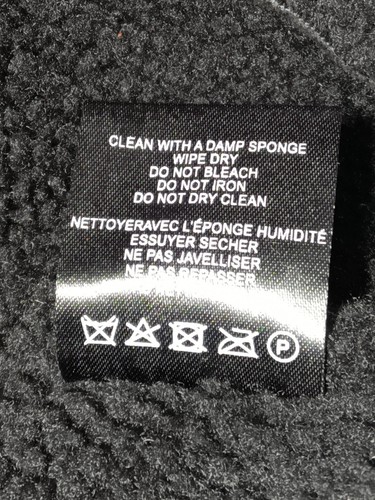 CLEAN WITH A DAMP SPONGE
WIPE DRY
DO NOT BLEACH
DO NOT IRON
DO NOT DRY CLEAN
NETTOYERAVEC L'ÉPONGE HUMIDITÉ
ESSUYER SECHER
NE PAS JAVELLISER
NE PAS REPASSER
P